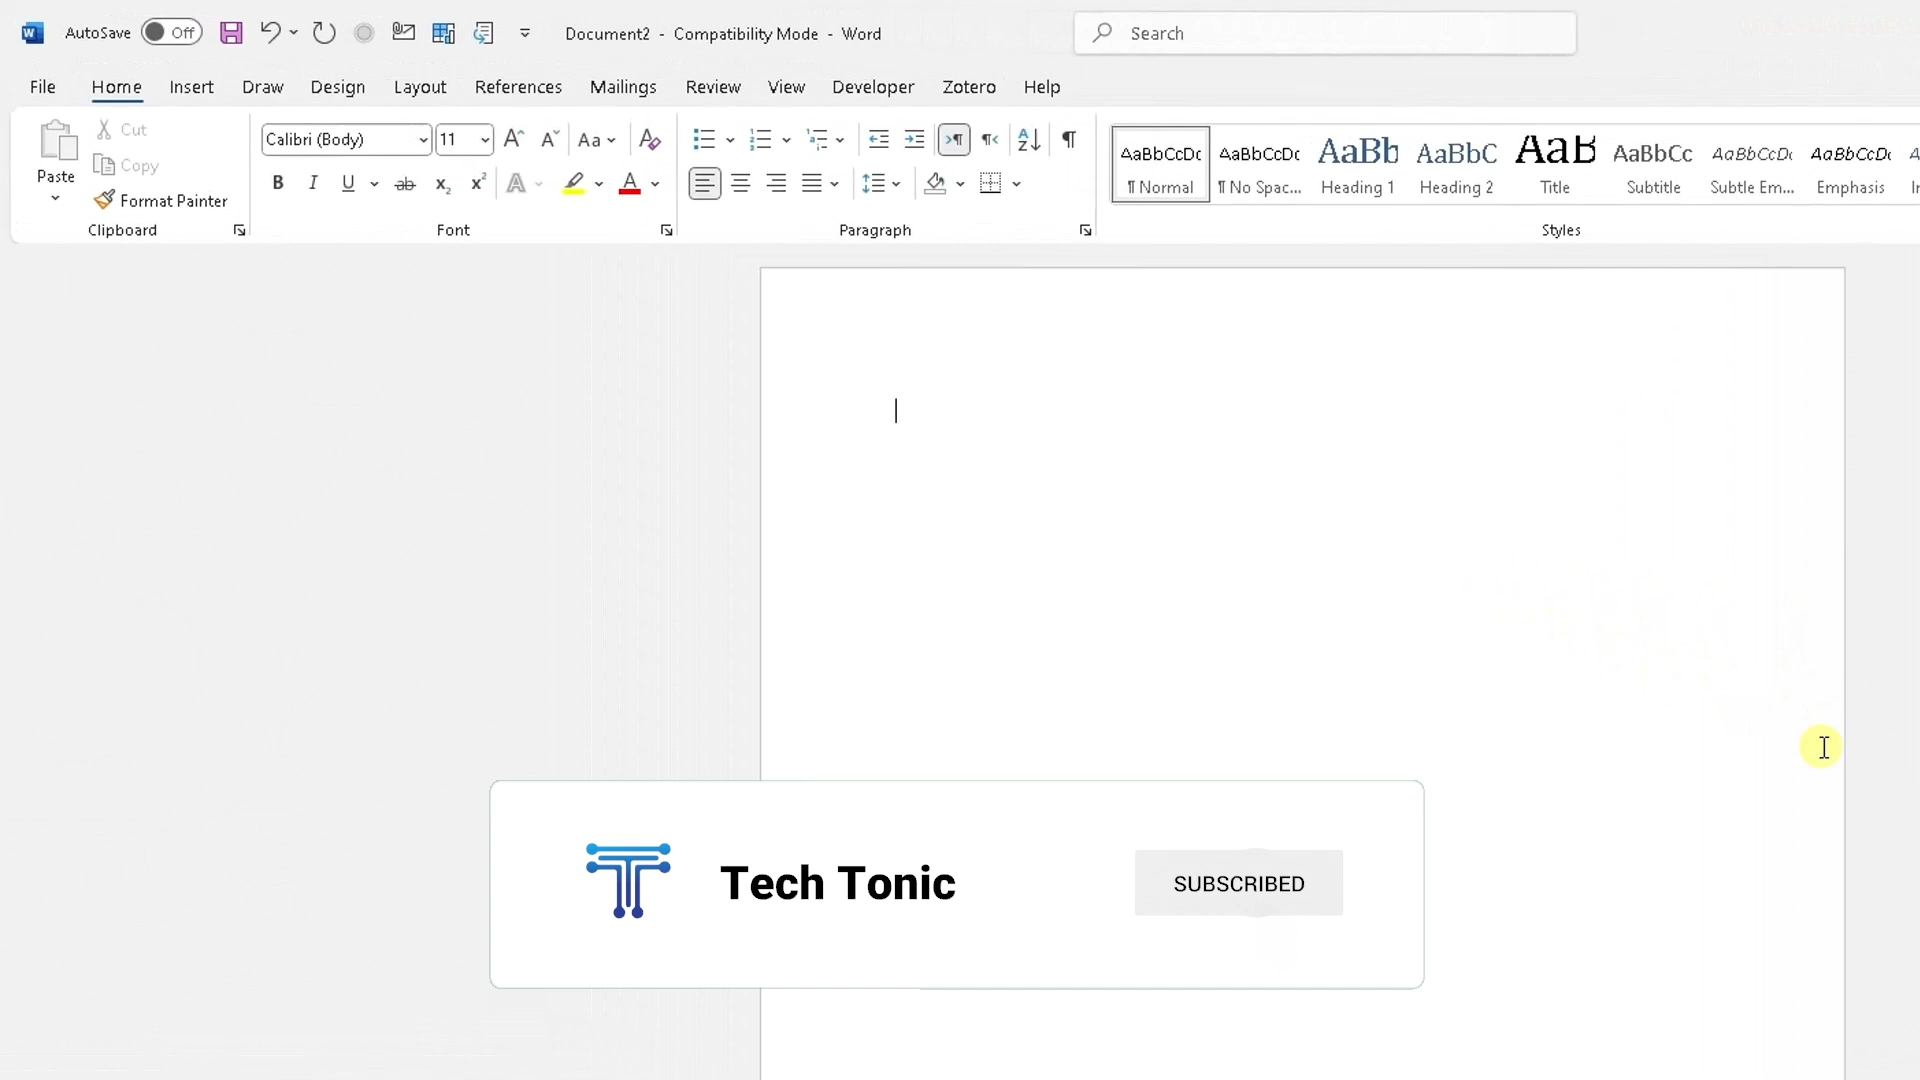 AutoSave Off Document2 - Compatibility Mode - Word Search
File Home Insert Draw Design Layout References Mailings Review View Developer Zotero Help
Paste
Cut
Copy
Format Painter
Clipboard
Calibri (Body) 11
Font
Paragraph
AaBbCcDc AaBbCcDc AaBb AaBbC AaB AaBbCc AaBbCcDc AaBbCcDc
¶ Normal ¶ No Spac... Heading 1 Heading 2 Title Subtitle Subtle Em... Emphasis
Styles
Tech Tonic SUBSCRIBED